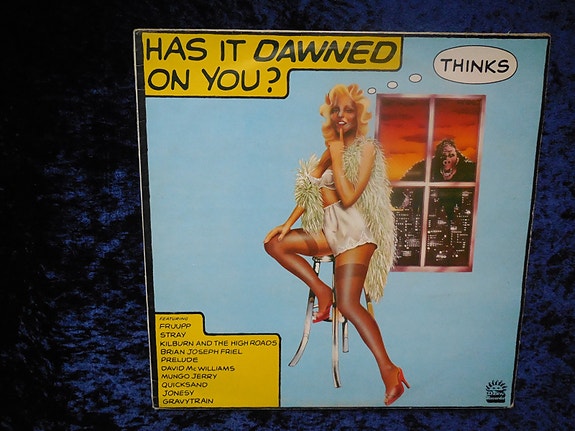 HAS IT DAWNED
ON YOU?
THINKS
FEATURING
FRUUPP
STRAY
KILBURN AND THE HIGH ROADS
BRIAN JOSEPH FRIEL
PRELUDE
DAVID McWILLIAMS
MUNGO JERRY
QUICKSAND
JONESY
GRAVYTRAIN